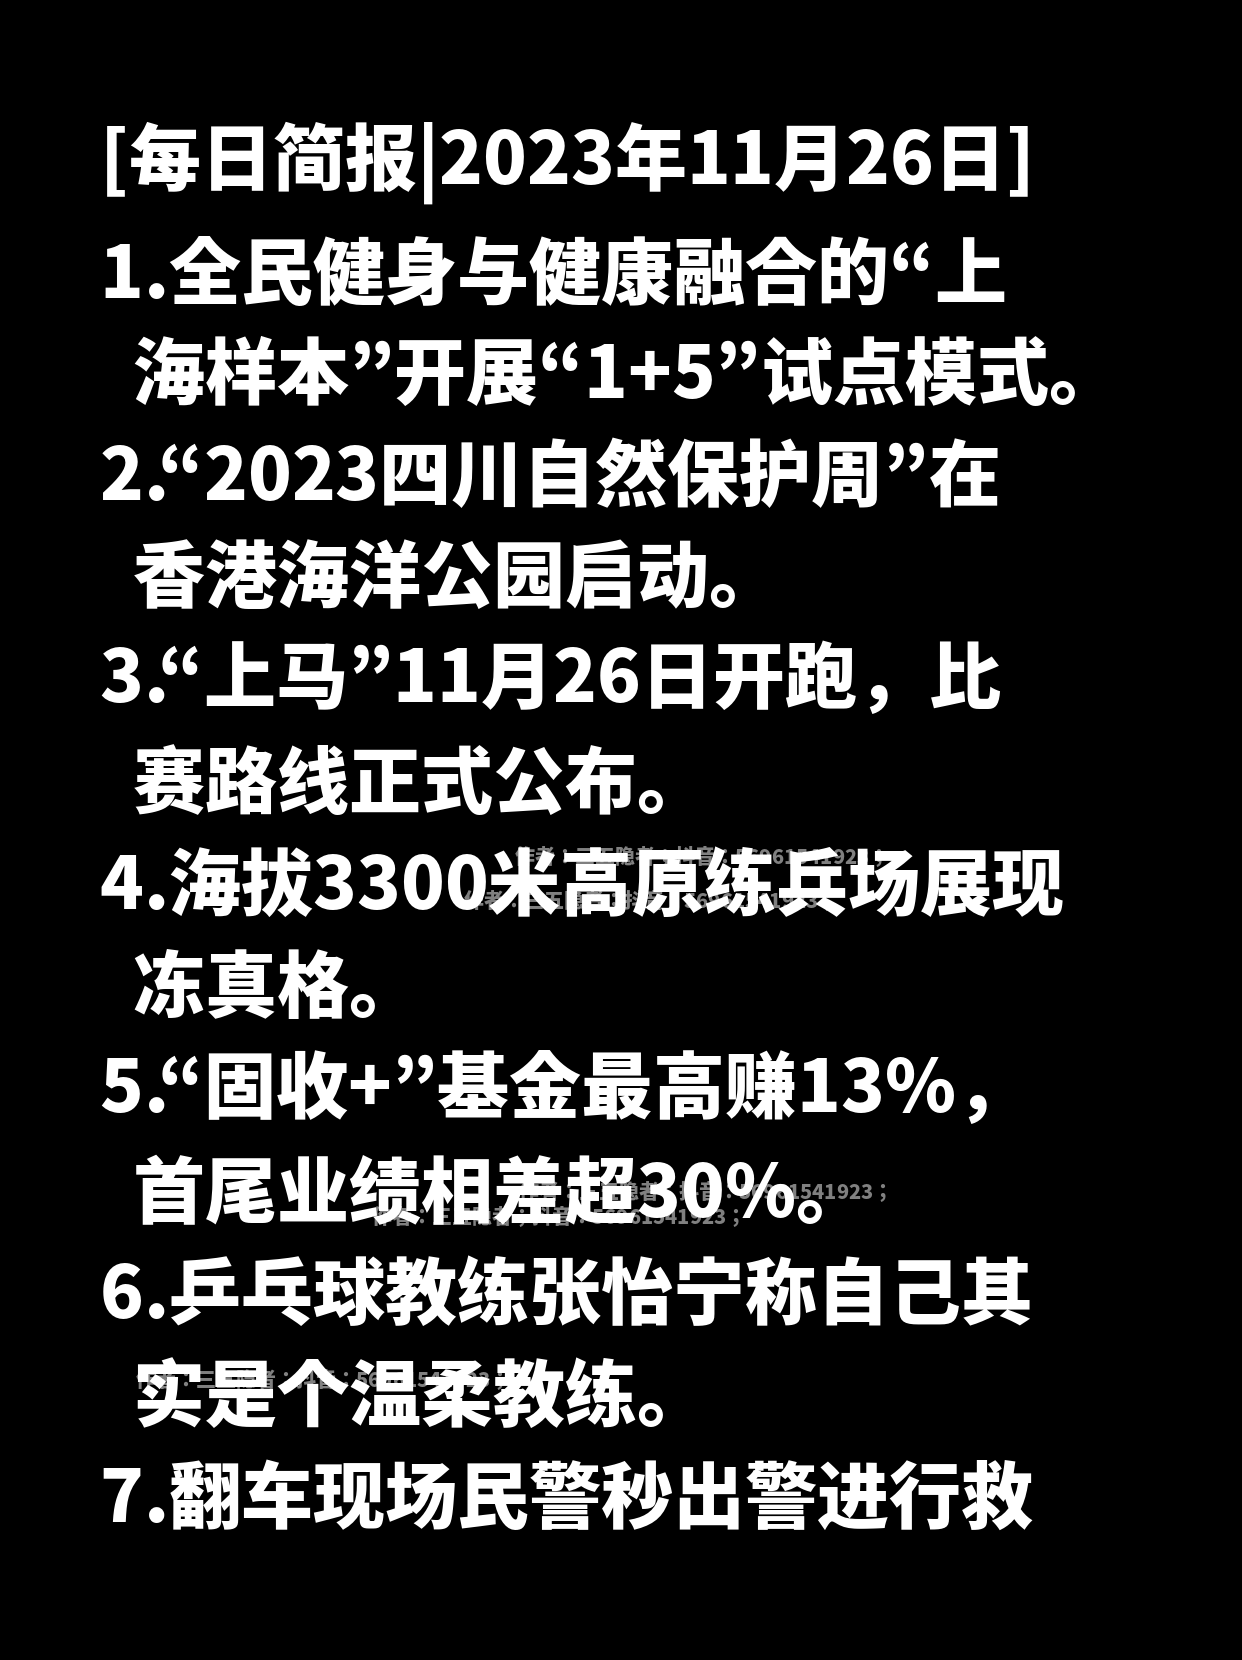 [每日简报|2023年11月26日]
1.全民健身与健康融合的“上
海样本”开展“1+5”试点模式。
2.“2023四川自然保护周”在
香港海洋公园启动。
3.“上马”11月26日开跑，比
赛路线正式公布。
4.海拔3300米高原练兵场展现
冻真格。
5.“固收+”基金最高赚13%，
首尾业绩相差超30%。
6.乒乓球教练张怡宁称自己其
实是个温柔教练。
7.翻车现场民警秒出警进行救